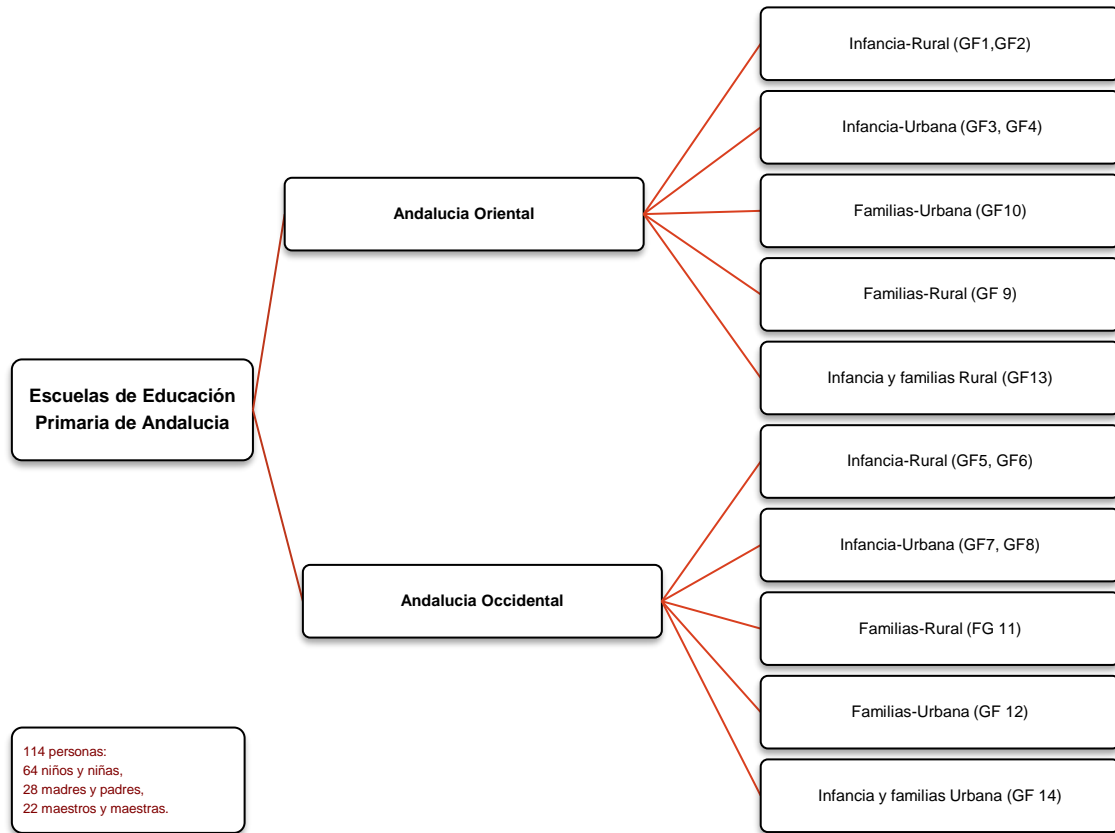 Escuelas de Educación
Primaria de Andalucia
Andalucia Oriental
Infancia-Rural (GF1,GF2)
Infancia-Urbana (GF3, GF4)
Familias-Urbana (GF10)
Familias-Rural (GF 9)
Infancia y familias Rural (GF13)
Andalucia Occidental
Infancia-Rural (GF5, GF6)
Infancia-Urbana (GF7, GF8)
Familias-Rural (FG 11)
Familias-Urbana (GF 12)
Infancia y familias Urbana (GF 14)
114 personas:
64 niños y niñas,
28 madres y padres,
22 maestros y maestras.